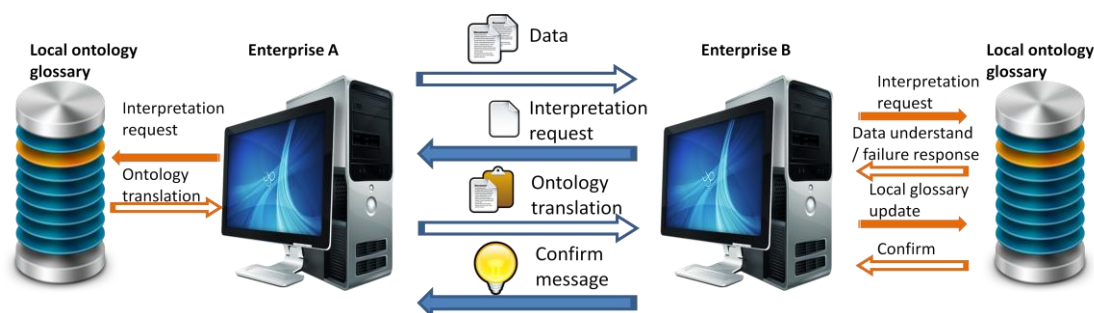 Local ontology
glossary
Interpretation
request
Ontology
translation
Enterprise A
Data
Interpretation
request
Ontology
translation
Confirm
message
Enterprise B
Interpretation
request
Data understand
/ failure response
Local glossary
update
Confirm
Local ontology
glossary